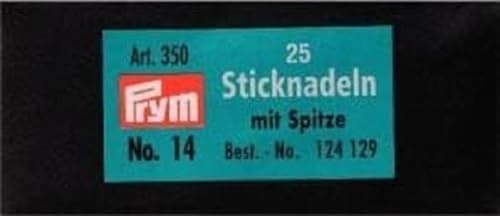 Art. 350
Prym
No. 14
25
Sticknadeln
mit Spitze
Best. - No. 124 129